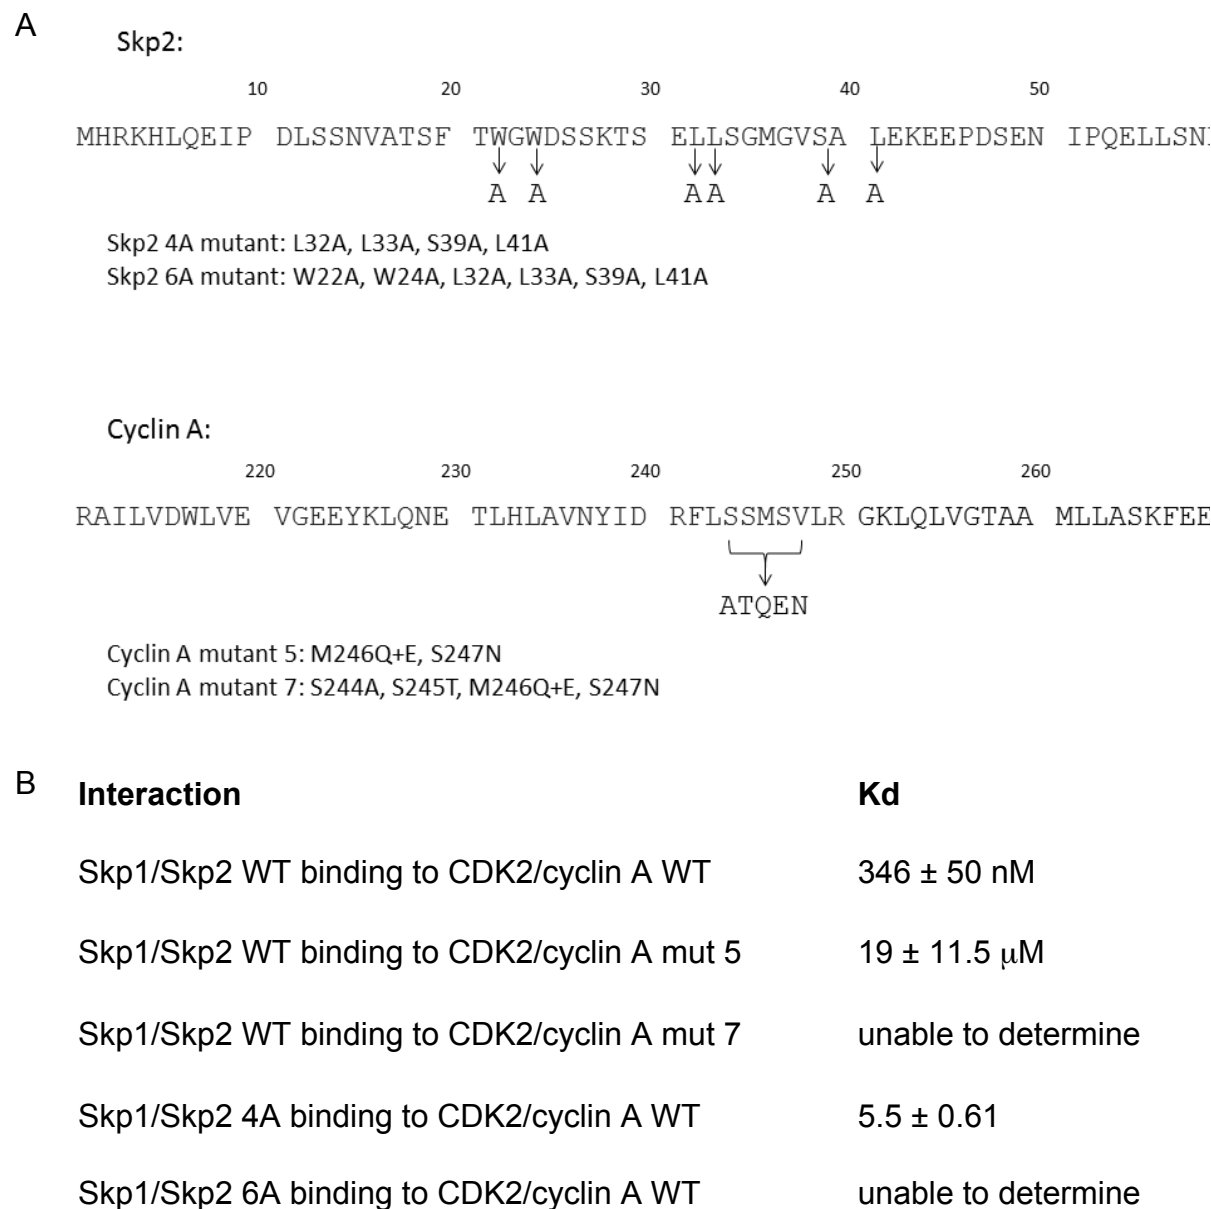 A
Skp2:
10 20 30 40 50
MHRKHLQEIP DLSSNVATSF TWGWDSSKTS ELLSGMGVSA LEKEEPDSEN IPQELLSN
A A A A A A
Skp2 4A mutant: L32A, L33A, S39A, L41A
Skp2 6A mutant: W22A, W24A, L32A, L33A, S39A, L41A
Cyclin A:
220 230 240 250 260
RAILVDWLVE VGEEYKLQNE TLHLAVNYID RFLSSMSVLR GKLQLVGTAA MLLASKFEE
ATQEN
Cyclin A mutant 5: M246Q+E, S247N
Cyclin A mutant 7: S244A, S245T, M246Q+E, S247N
B
Interaction Kd
Skp1/Skp2 WT binding to CDK2/cyclin A WT 346 ± 50 nM
Skp1/Skp2 WT binding to CDK2/cyclin A mut 5 19 ± 11.5 μM
Skp1/Skp2 WT binding to CDK2/cyclin A mut 7 unable to determine
Skp1/Skp2 4A binding to CDK2/cyclin A WT 5.5 ± 0.61
Skp1/Skp2 6A binding to CDK2/cyclin A WT unable to determine